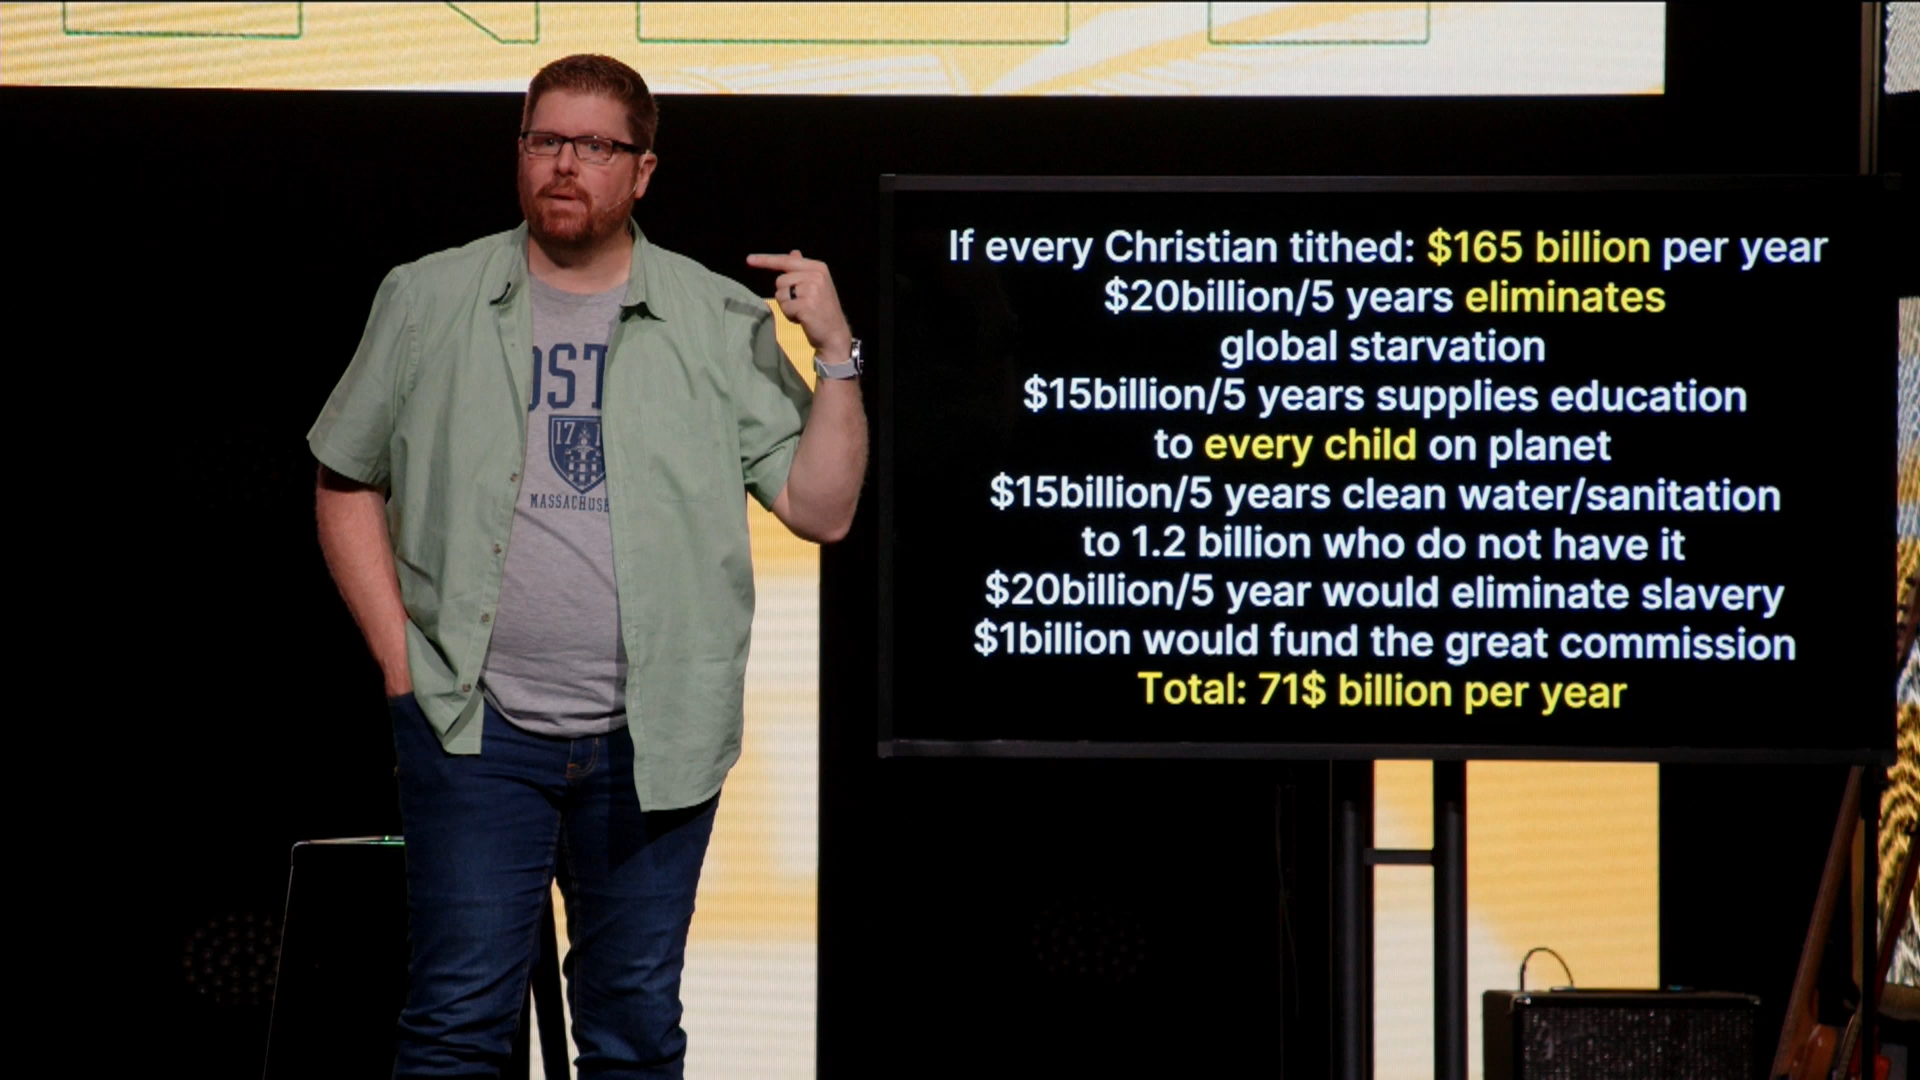 If every Christian tithed: $165 billion per year
$20billion/5 years eliminates
global starvation
$15billion/5 years supplies education
to every child on planet
$15billion/5 years clean water/sanitation
to 1.2 billion who do not have it
$20billion/5 year would eliminate slavery
$1billion would fund the great commission
Total: 71$ billion per year
OST
17
MASSACHUSE